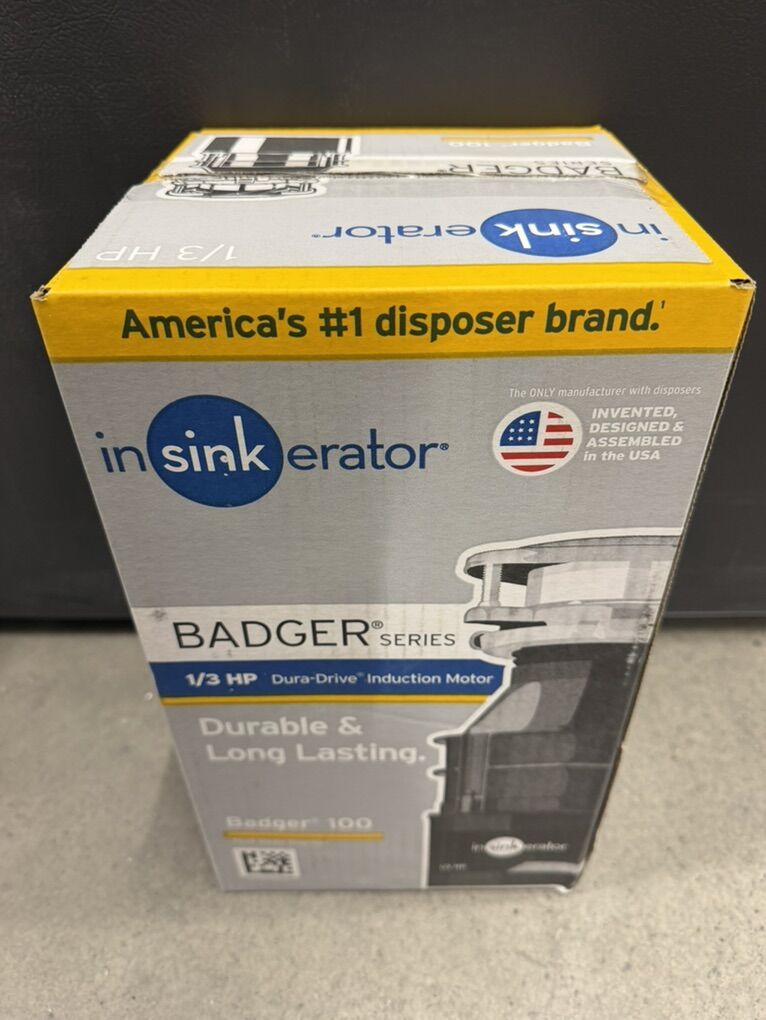 Badger® 100
BADGER® SERIES
insinkerator®
1/3 HP
America's #1 disposer brand.¹
The ONLY manufacturer with disposers
INVENTED,
DESIGNED &
ASSEMBLED
in the USA
insinkerator®
BADGER® SERIES
1/3 HP Dura-Drive® Induction Motor
Durable &
Long Lasting.
Badger® 100
insinkerator